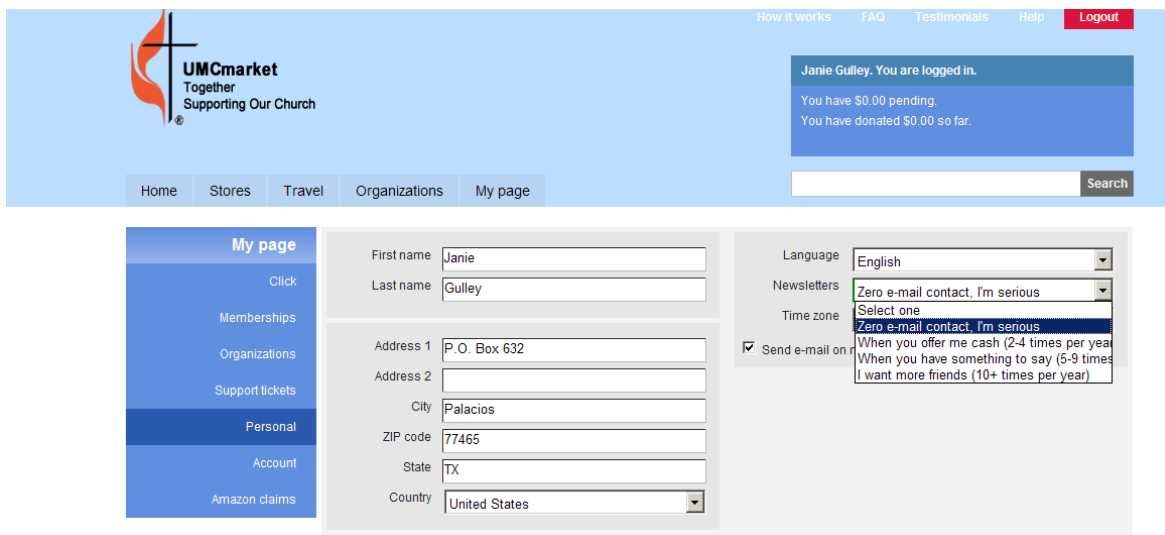 How it works FAQ Testimonials Help Logout
UMCmarket
Together
Supporting Our Church
®
Janie Gulley. You are logged in.
You have $0.00 pending.
You have donated $0.00 so far.
Home Stores Travel Organizations My page
Search
My page
Click
Memberships
Organizations
Support tickets
Personal
Account
Amazon claims
First name Janie
Last name Gulley
Address 1 P.O. Box 632
Address 2
City Palacios
ZIP code 77465
State TX
Country United States
Language English
Newsletters Zero e-mail contact, I'm serious
Select one
Zero e-mail contact, I'm serious
When you offer me cash (2-4 times per year
When you have something to say (5-9 times
I want more friends (10+ times per year)
Time zone
Send e-mail on